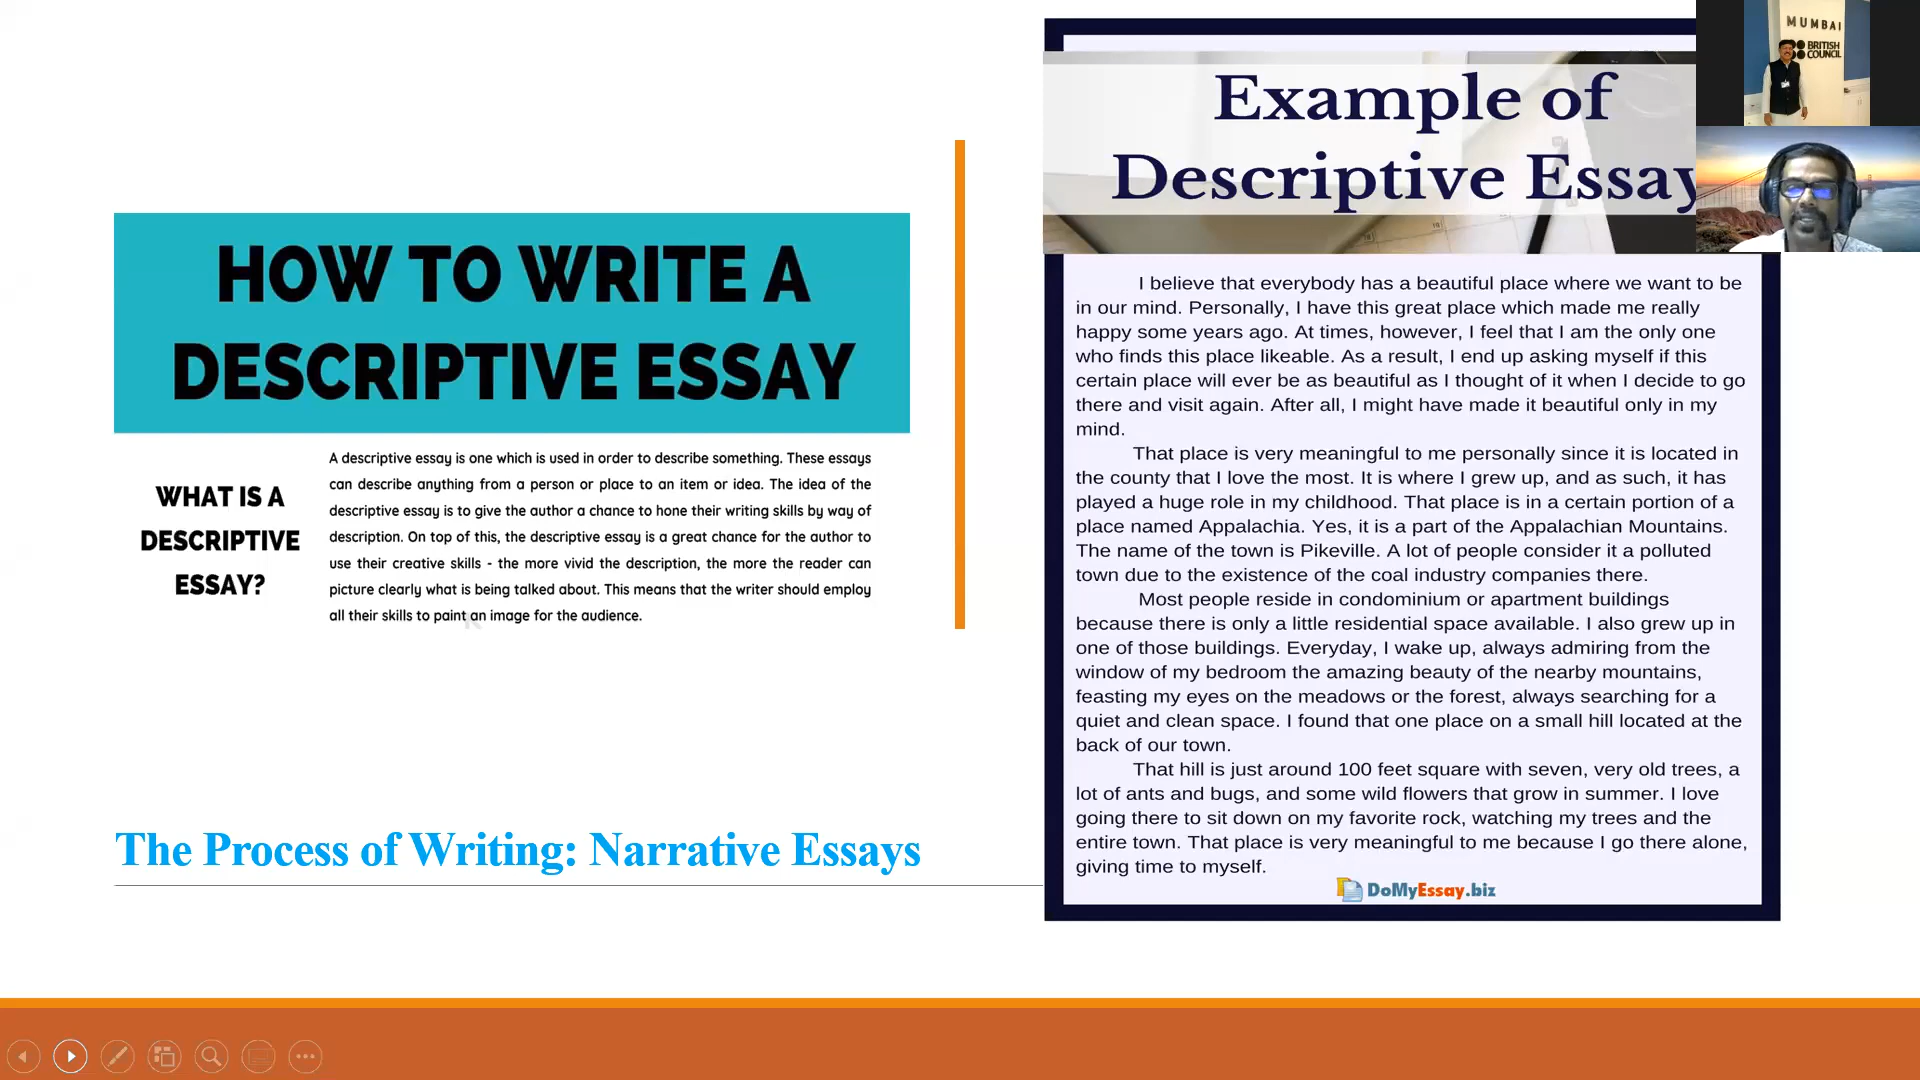 HOW TO WRITE A
DESCRIPTIVE ESSAY
WHAT IS A
DESCRIPTIVE
ESSAY?
A descriptive essay is one which is used in order to describe something. These essays
can describe anything from a person or place to an item or idea. The idea of the
descriptive essay is to give the author a chance to hone their writing skills by way of
description. On top of this, the descriptive essay is a great chance for the author to
use their creative skills - the more vivid the description, the more the reader can
picture clearly what is being talked about. This means that the writer should employ
all their skills to paint an image for the audience.
The Process of Writing: Narrative Essays
Example of
Descriptive Essay
I believe that everybody has a beautiful place where we want to be
in our mind. Personally, I have this great place which made me really
happy some years ago. At times, however, I feel that I am the only one
who finds this place likeable. As a result, I end up asking myself if this
certain place will ever be as beautiful as I thought of it when I decide to go
there and visit again. After all, I might have made it beautiful only in my
mind.
That place is very meaningful to me personally since it is located in
the county that I love the most. It is where I grew up, and as such, it has
played a huge role in my childhood. That place is in a certain portion of a
place named Appalachia. Yes, it is a part of the Appalachian Mountains.
The name of the town is Pikeville. A lot of people consider it a polluted
town due to the existence of the coal industry companies there.
Most people reside in condominium or apartment buildings
because there is only a little residential space available. I also grew up in
one of those buildings. Everyday, I wake up, always admiring from the
window of my bedroom the amazing beauty of the nearby mountains,
feasting my eyes on the meadows or the forest, always searching for a
quiet and clean space. I found that one place on a small hill located at the
back of our town.
That hill is just around 100 feet square with seven, very old trees, a
lot of ants and bugs, and some wild flowers that grow in summer. I love
going there to sit down on my favorite rock, watching my trees and the
entire town. That place is very meaningful to me because I go there alone,
giving time to myself.
DoMyEssay.biz
MUMBAI
BRITISH
COUNCIL